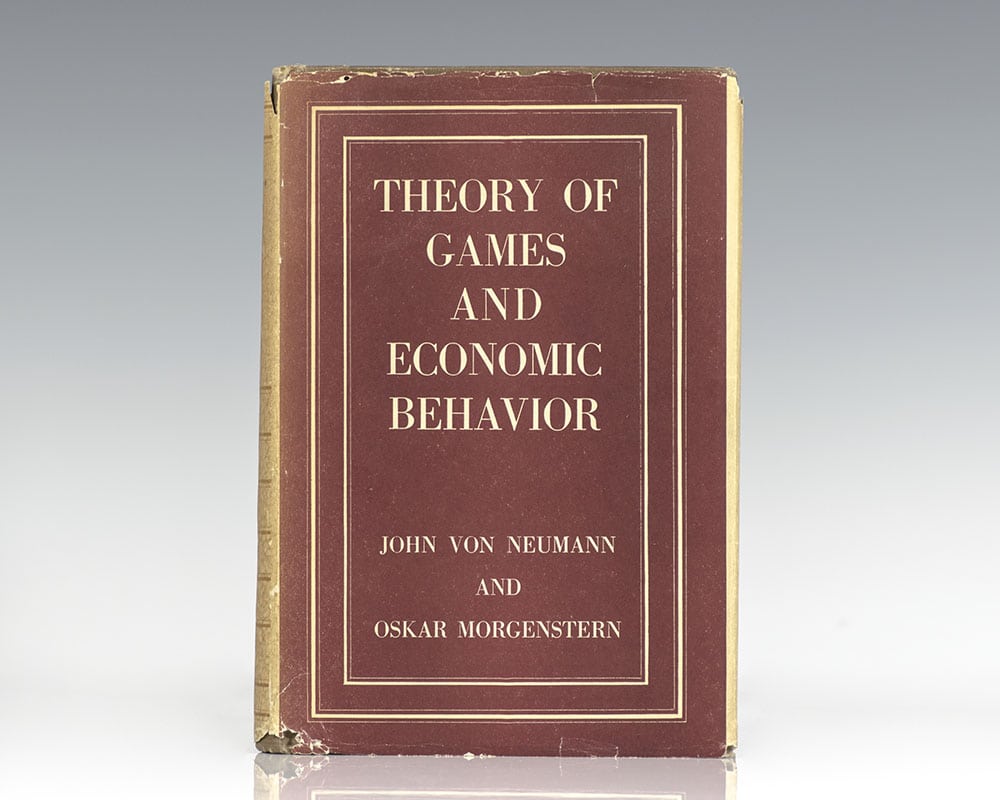 THEORY OF
GAMES
AND
ECONOMIC
BEHAVIOR
JOHN VON NEUMANN
AND
OSKAR MORGENSTERN